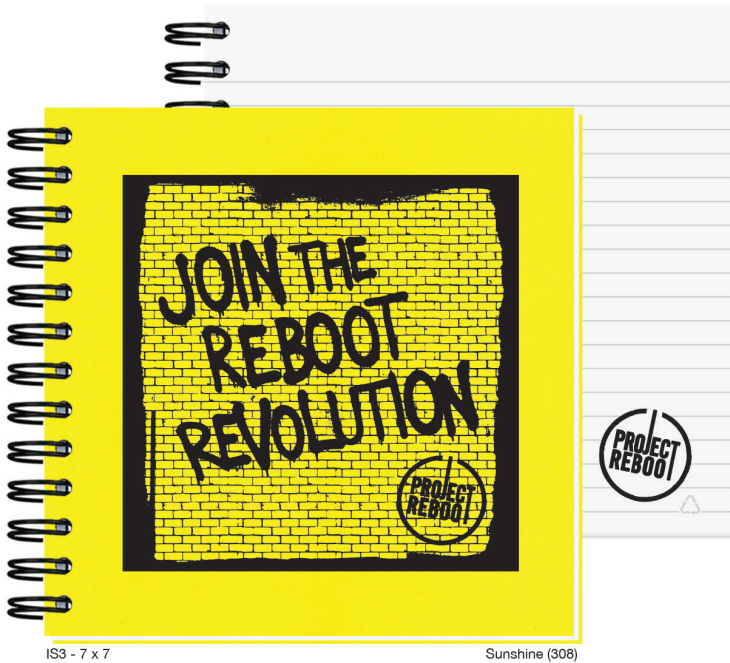 JOIN THE
REBOOT
REVOLUTION
PROJECT
REBOOT
PROJECT
REBOOT
IS3 - 7 x 7
Sunshine (308)